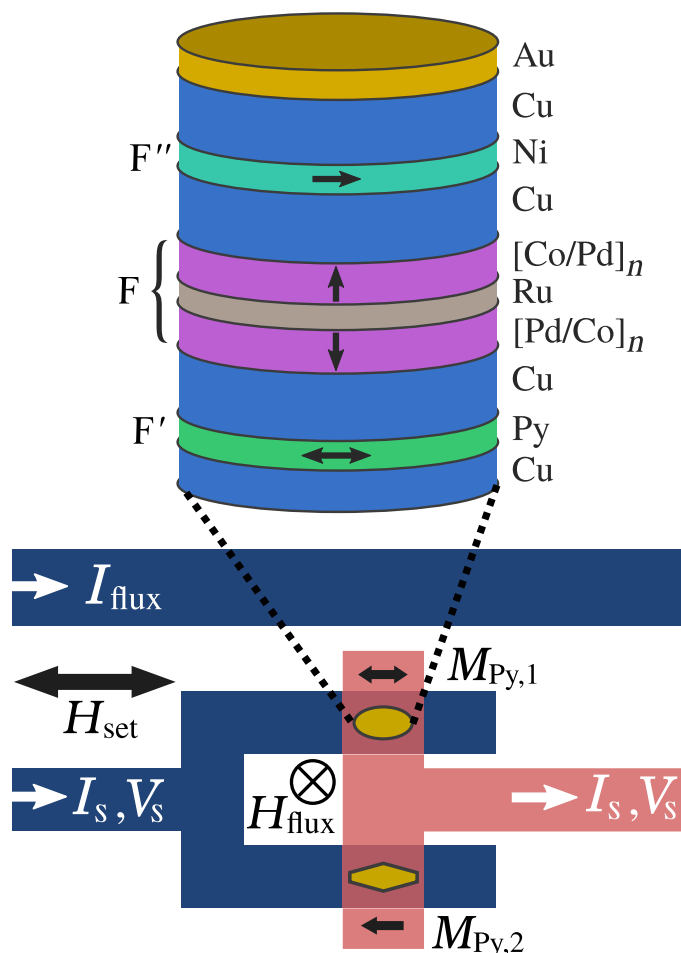 Au
Cu
F″ Ni
Cu
[Co/Pd]n
F Ru
[Pd/Co]n
Cu
F′ Py
Cu
Iflux
MPy,1
Hset
Is,Vs Is,Vs
Hflux
MPy,2